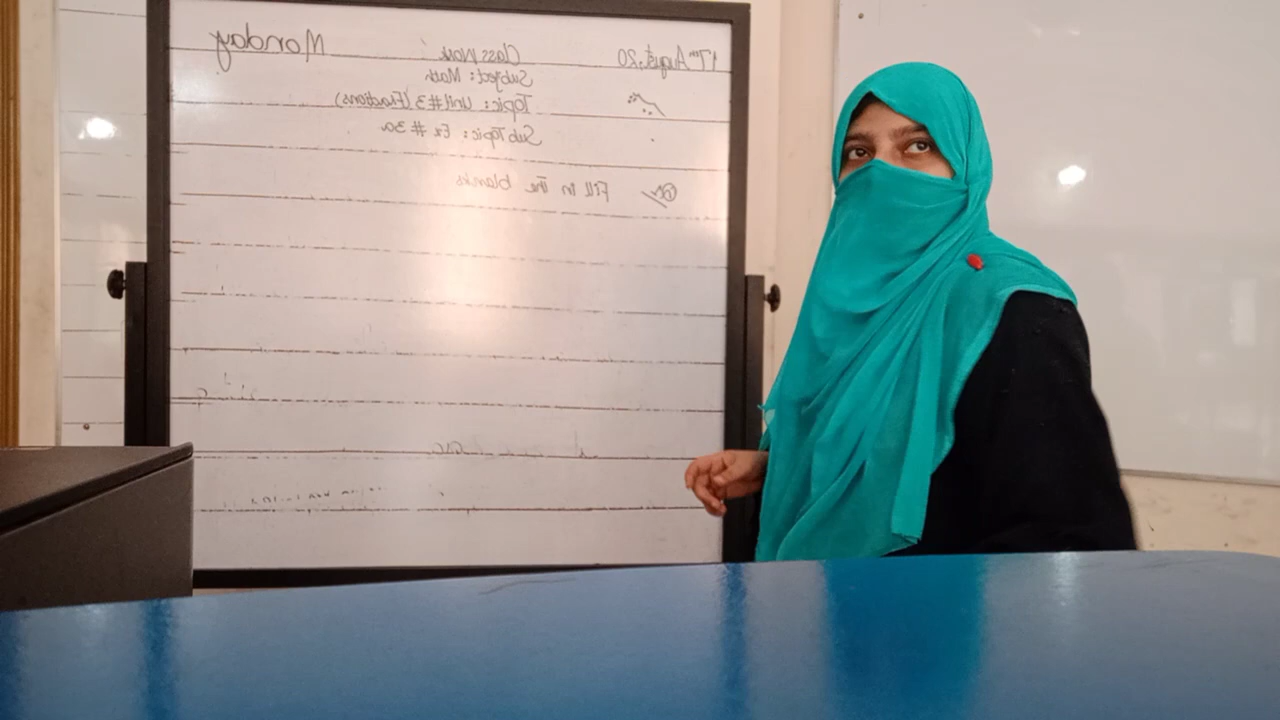 17th August, 20 Class Work Monday
Subject: Math
Topic: Unit #3 (Fractions)
Sub Topic: Ex # 3a
Fill in the blanks